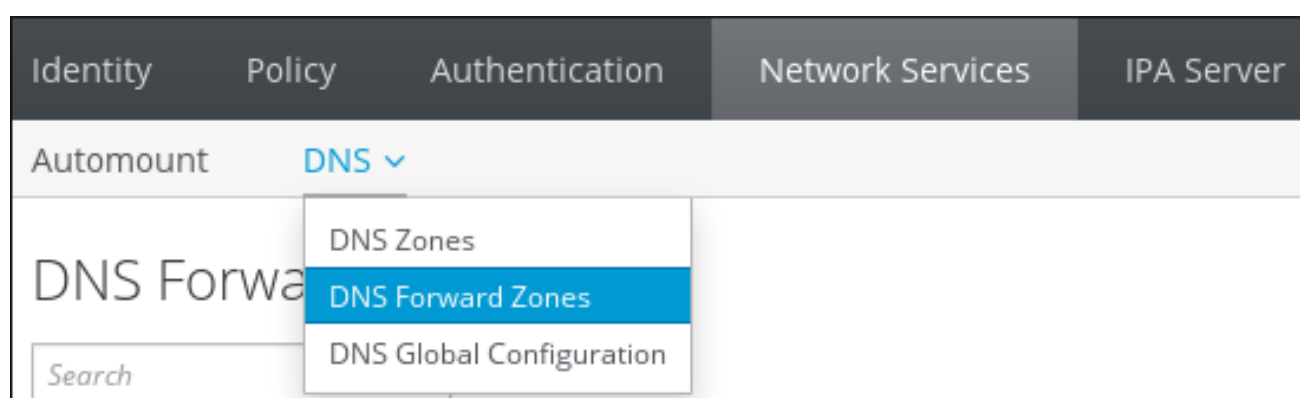 Identity Policy Authentication Network Services IPA Server
Automount DNS
DNS Zones
DNS Forwa
DNS Forward Zones
DNS Global Configuration
Search